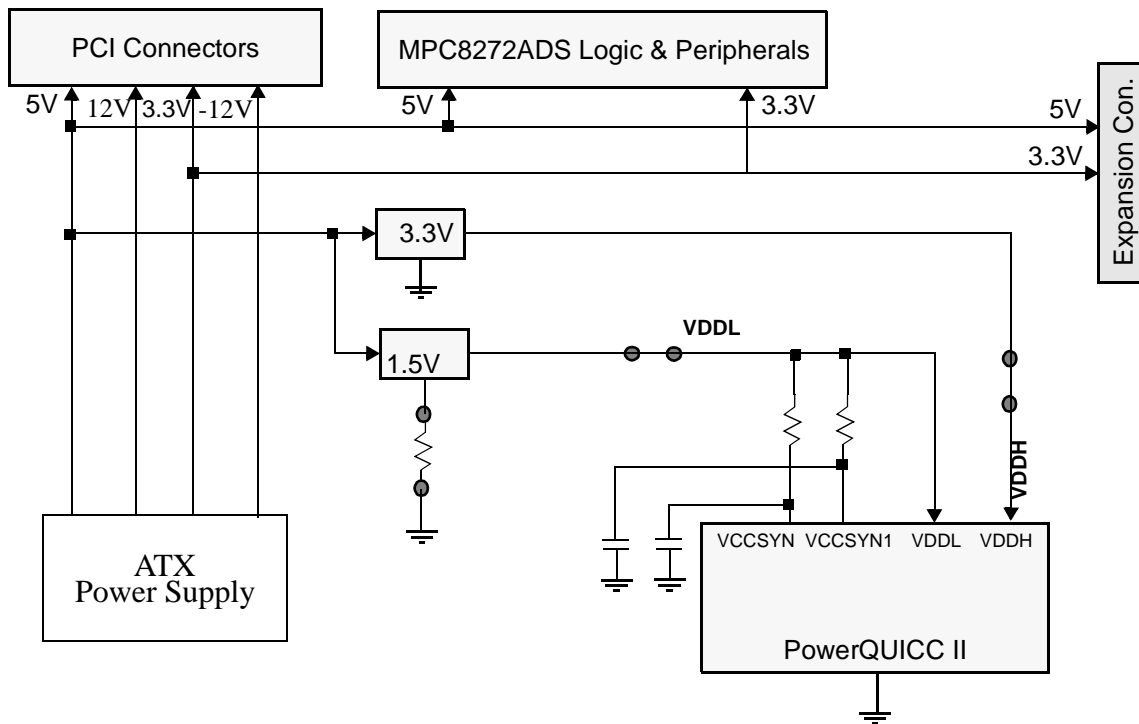 PCI Connectors
MPC8272ADS Logic & Peripherals
5V
12V
3.3V
-12V
5V
3.3V
5V
3.3V
Expansion Con.
3.3V
VDDL
1.5V
VDDH
VCCSYN
VCCSYN1
VDDL
VDDH
ATX
Power Supply
PowerQUICC II